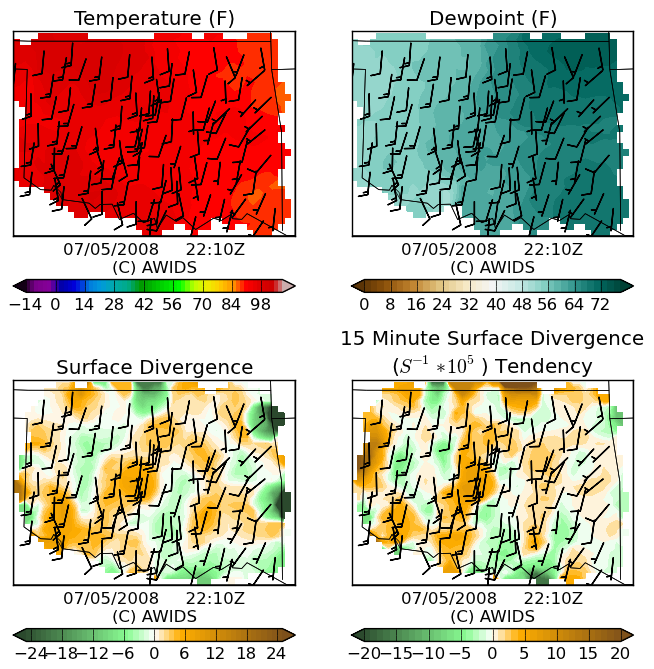 Temperature (F)
Dewpoint (F)
07/05/2008 22:10Z
(C) AWIDS
07/05/2008 22:10Z
(C) AWIDS
−14 0 14 28 42 56 70 84 98
0 8 16 24 32 40 48 56 64 72
Surface Divergence
15 Minute Surface Divergence
(S⁻¹ ∗10⁵ ) Tendency
07/05/2008 22:10Z
(C) AWIDS
07/05/2008 22:10Z
(C) AWIDS
−24 −18 −12 −6 0 6 12 18 24
−20 −15 −10 −5 0 5 10 15 20